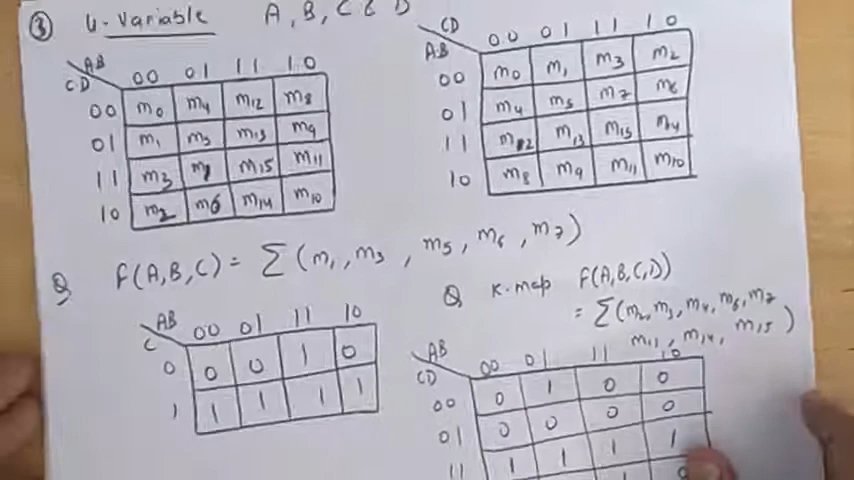 ③ 4-Variable A, B, C & D
AB
CD
00 01 11 10
00 m0 m4 m12 m8
01 m1 m5 m13 m9
11 m3 m7 m15 m11
10 m2 m6 m14 m10
CD
AB
00 01 11 10
00 m0 m1 m3 m2
01 m4 m5 m7 m6
11 m12 m13 m15 m14
10 m8 m9 m11 m10
Q F(A,B,C) = Σ(m1, m3, m5, m6, m7)
AB
C
00 01 11 10
0 0 0 1 0
1 1 1 1 1
Q K-map F(A,B,C,D)
= Σ(m2, m3, m4, m6, m7
m11, m14, m15)
AB
CD
00 01 11 10
00 0 1 0 0
01 0 0 0 0
11 1 1 1 1